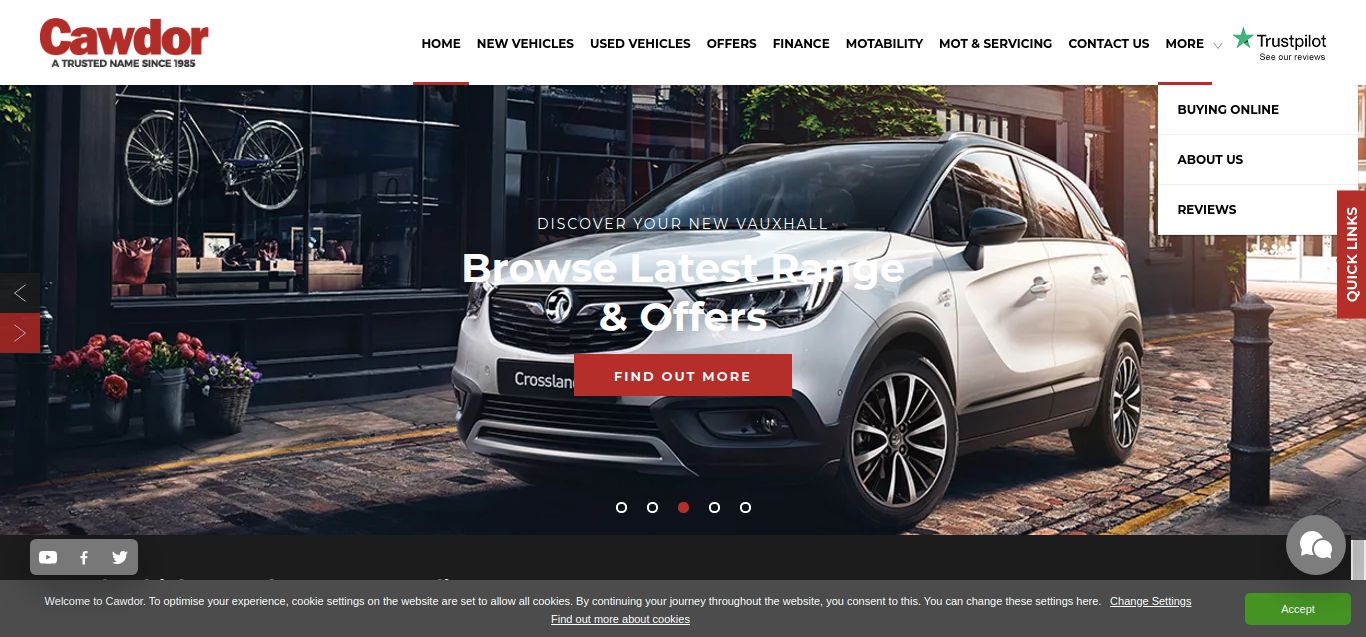 Cawdor
A TRUSTED NAME SINCE 1985
HOME NEW VEHICLES USED VEHICLES OFFERS FINANCE MOTABILITY MOT & SERVICING CONTACT US MORE
Trustpilot
See our reviews
BUYING ONLINE
ABOUT US
REVIEWS
QUICK LINKS
DISCOVER YOUR NEW VAUXHALL
Browse Latest Range
& Offers
FIND OUT MORE
Welcome to Cawdor. To optimise your experience, cookie settings on the website are set to allow all cookies. By continuing your journey throughout the website, you consent to this. You can change these settings here. Change Settings
Find out more about cookies
Accept